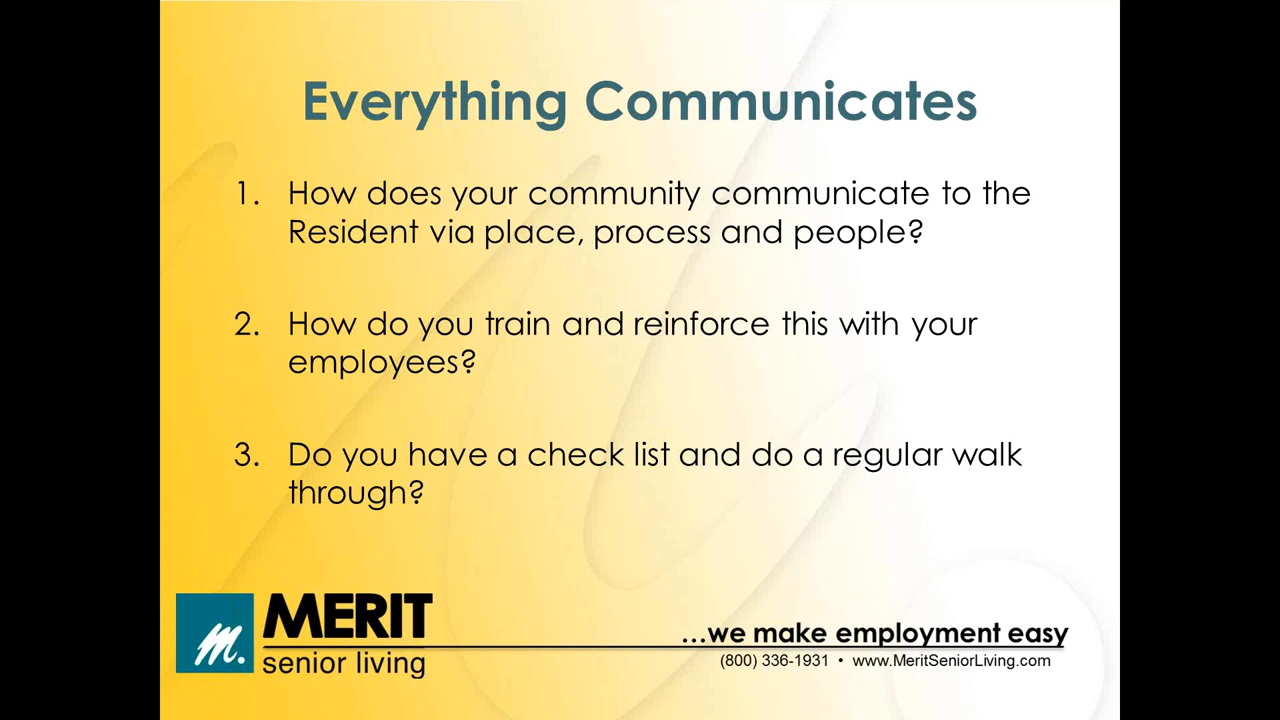 Everything Communicates
1. How does your community communicate to the
Resident via place, process and people?
2. How do you train and reinforce this with your
employees?
3. Do you have a check list and do a regular walk
through?
m.
MERIT
senior living
...we make employment easy
(800) 336-1931 • www.MeritSeniorLiving.com